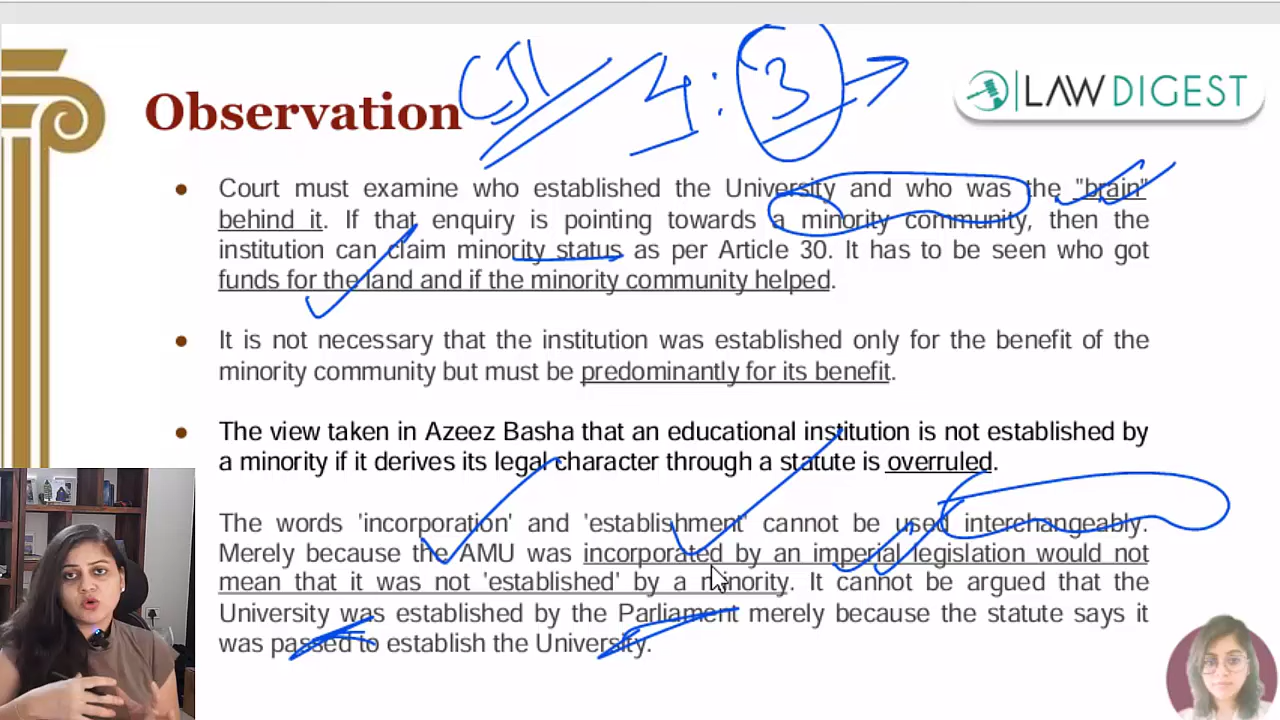 CJI 4:3
Observation
LAW DIGEST
Court must examine who established the University and who was the "brain"
behind it. If that enquiry is pointing towards a minority community, then the
institution can claim minority status as per Article 30. It has to be seen who got
funds for the land and if the minority community helped.
It is not necessary that the institution was established only for the benefit of the
minority community but must be predominantly for its benefit.
The view taken in Azeez Basha that an educational institution is not established by
a minority if it derives its legal character through a statute is overruled.
The words 'incorporation' and 'establishment' cannot be used interchangeably.
Merely because the AMU was incorporated by an imperial legislation would not
mean that it was not 'established' by a minority. It cannot be argued that the
University was established by the Parliament merely because the statute says it
was passed to establish the University.